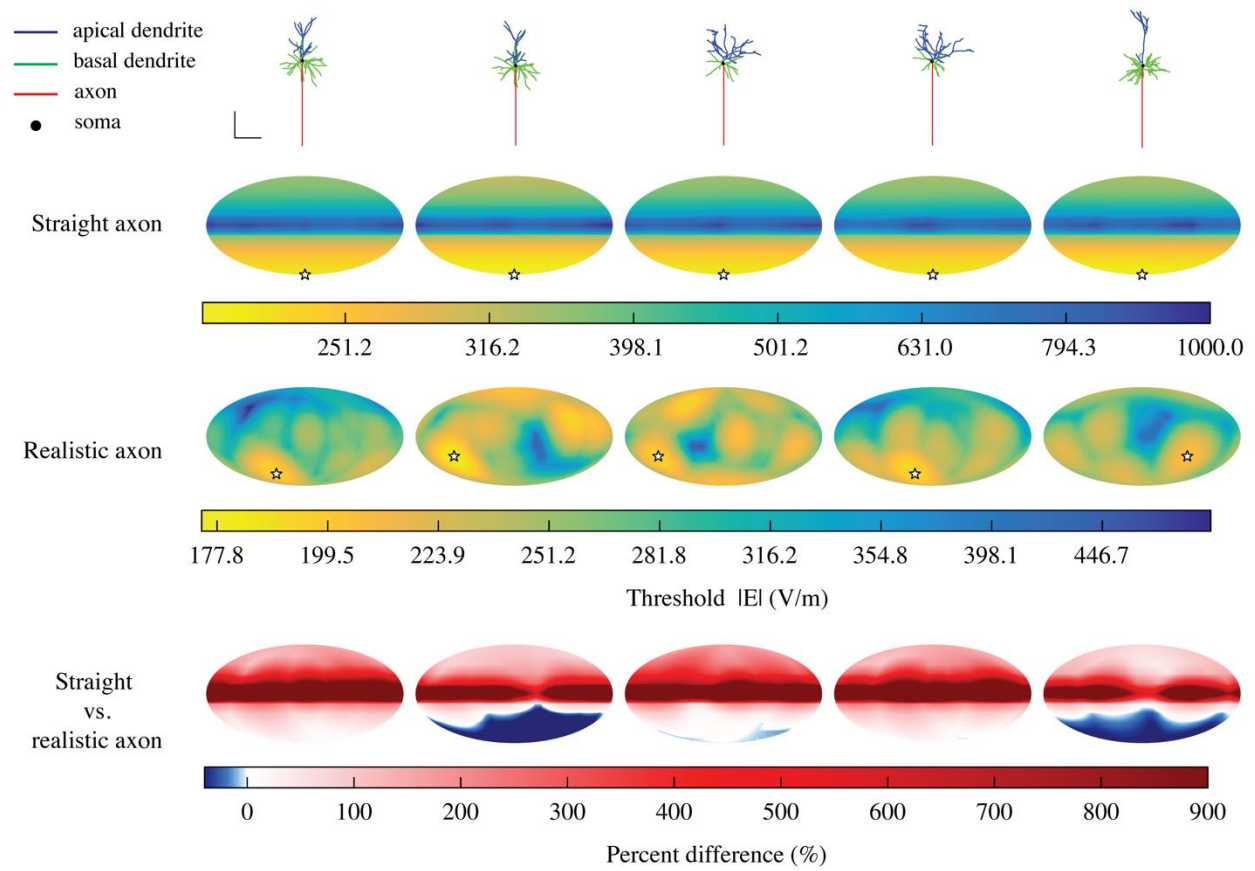 apical dendrite
basal dendrite
axon
soma
Straight axon
251.2 316.2 398.1 501.2 631.0 794.3 1000.0
Realistic axon
177.8 199.5 223.9 251.2 281.8 316.2 354.8 398.1 446.7
Threshold |E| (V/m)
Straight
vs.
realistic axon
0 100 200 300 400 500 600 700 800 900
Percent difference (%)